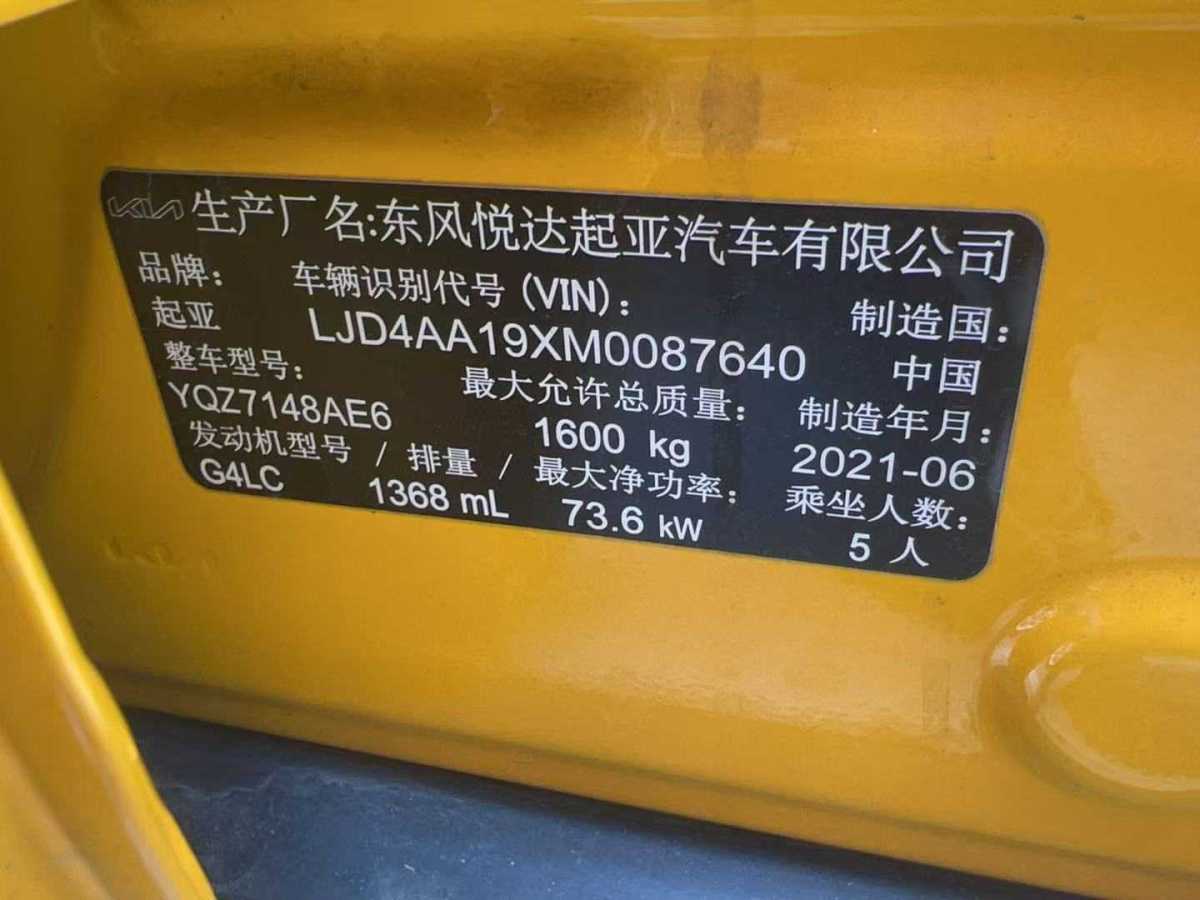 KIA 生产厂名:东风悦达起亚汽车有限公司
品牌: 车辆识别代号 (VIN): 制造国:
起亚 LJD4AA19XM0087640 中国
整车型号: 最大允许总质量: 制造年月:
YQZ7148AE6 1600 kg 2021-06
发动机型号 / 排量 / 最大净功率: 乘坐人数:
G4LC 1368 mL 73.6 kW 5 人